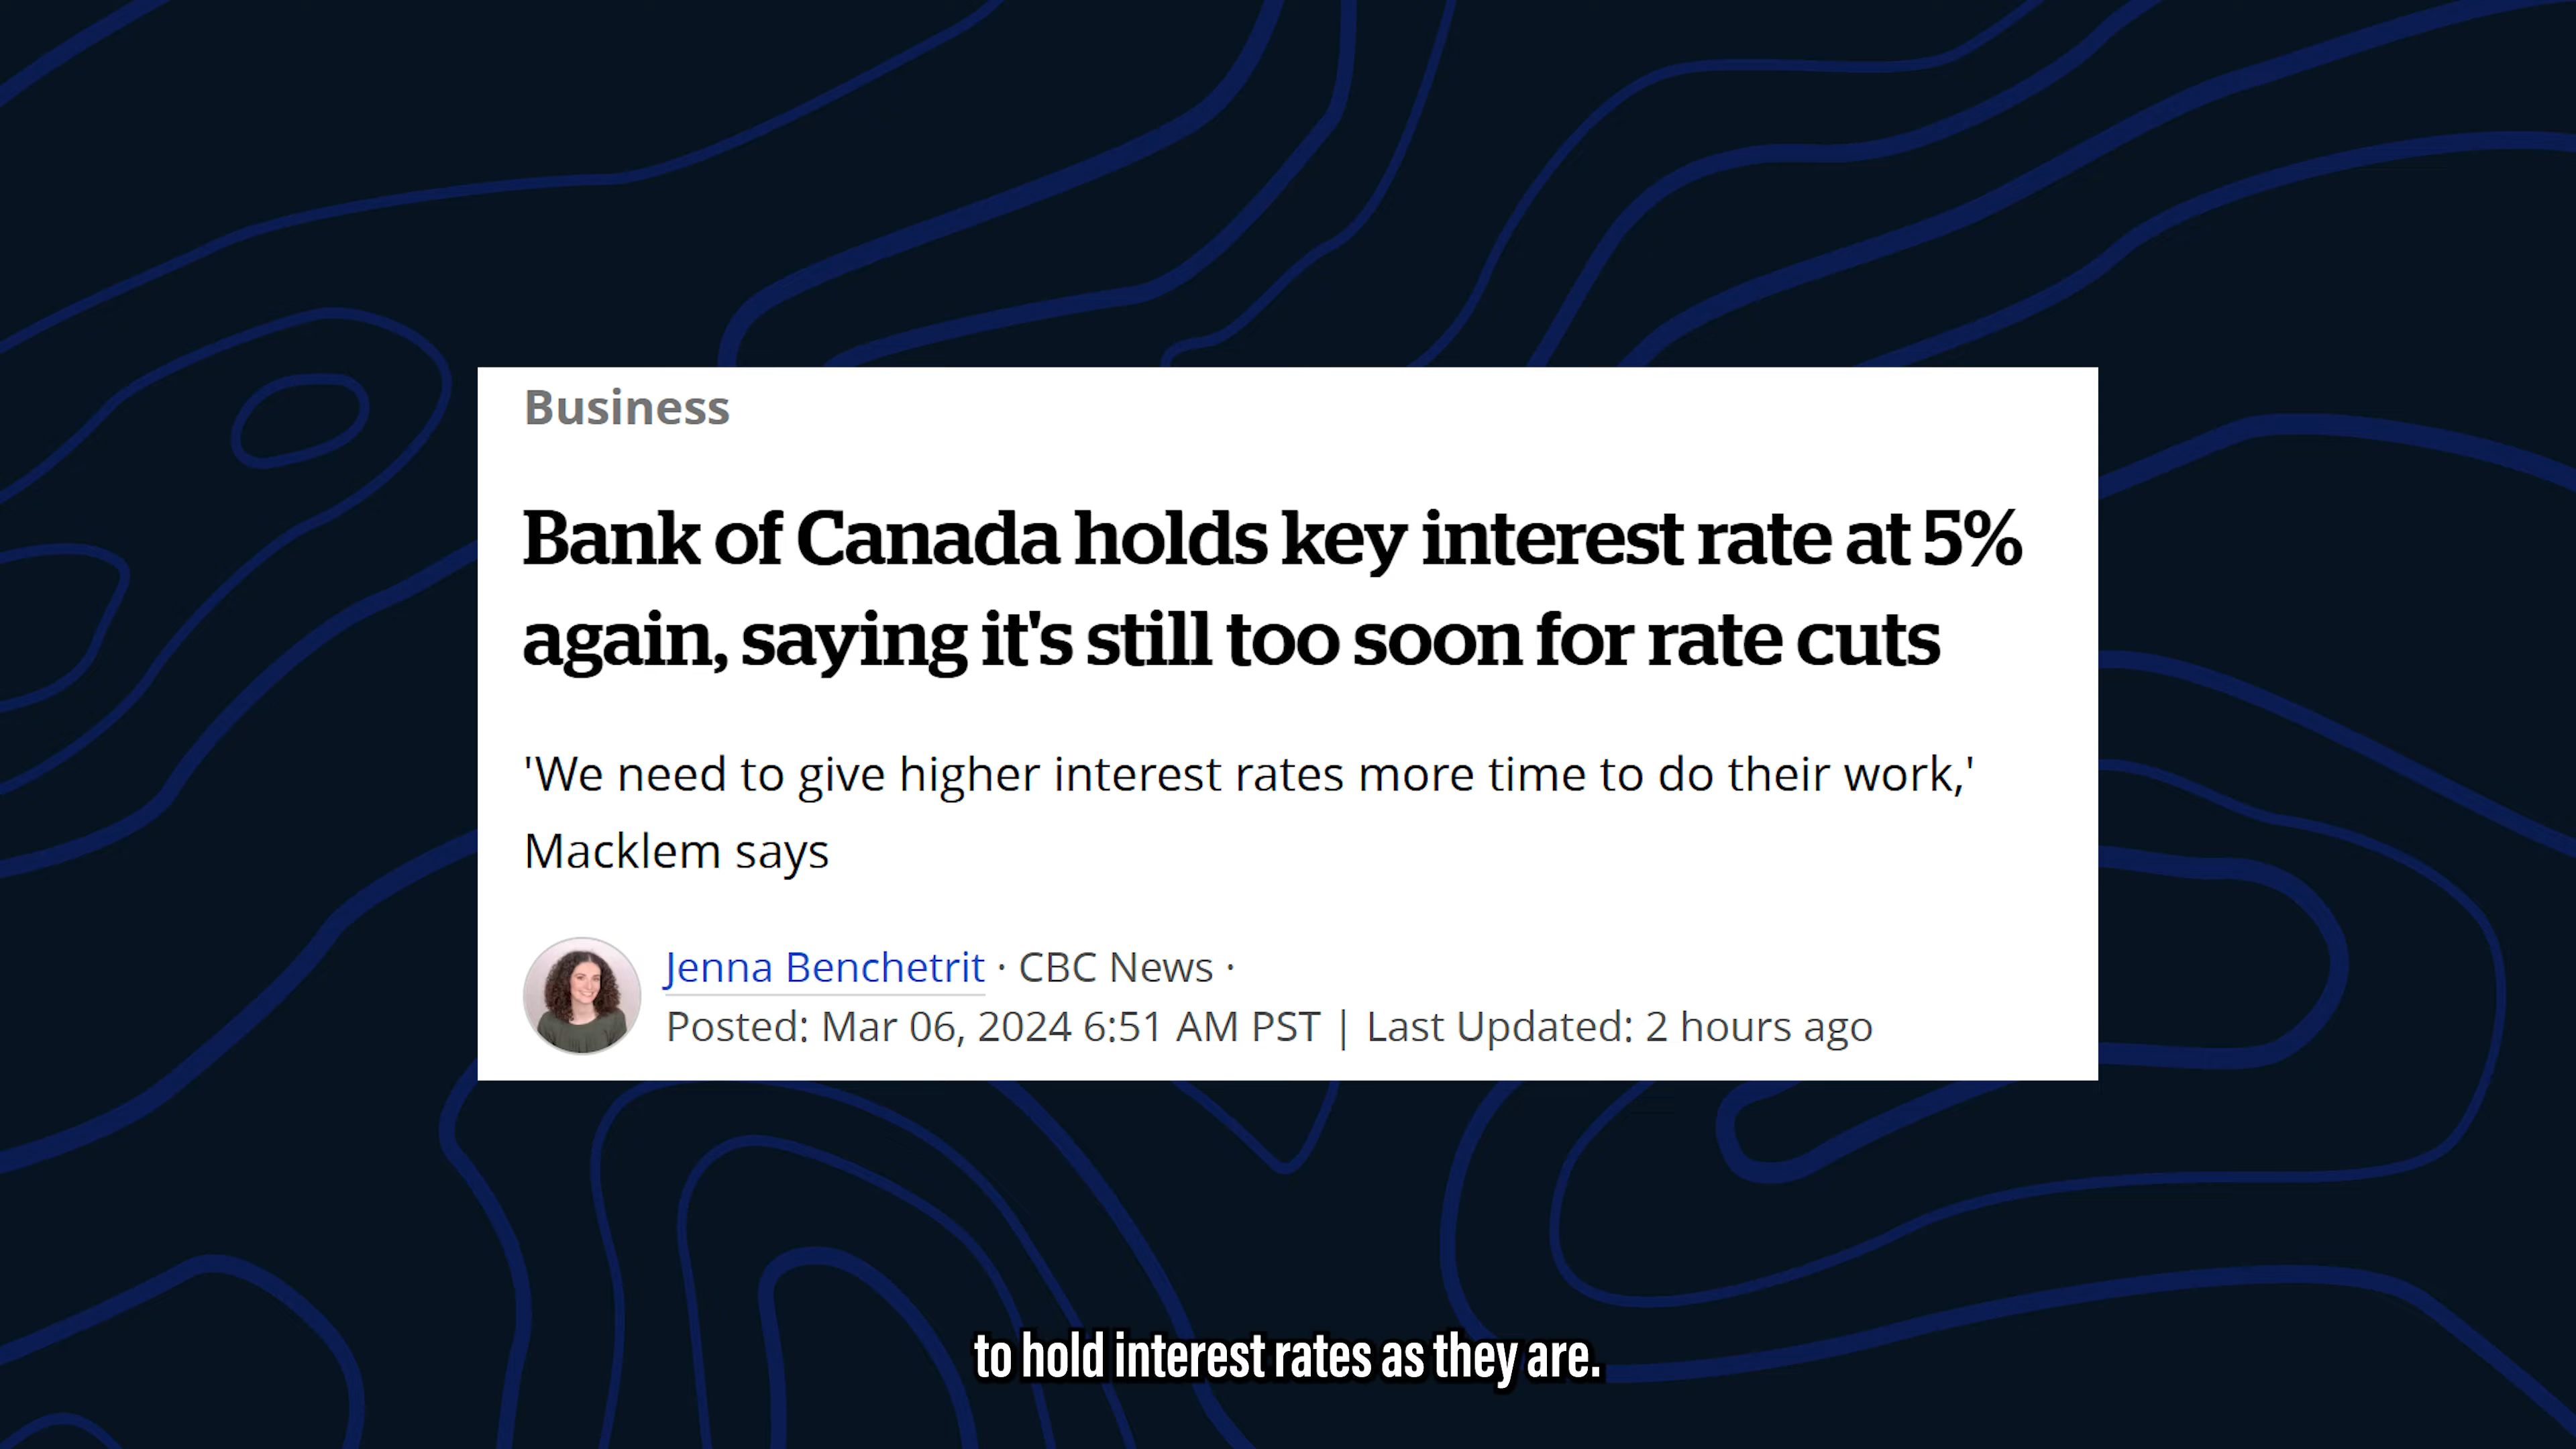 Business
Bank of Canada holds key interest rate at 5%
again, saying it's still too soon for rate cuts
'We need to give higher interest rates more time to do their work,'
Macklem says
Jenna Benchetrit · CBC News ·
Posted: Mar 06, 2024 6:51 AM PST | Last Updated: 2 hours ago
to hold interest rates as they are.